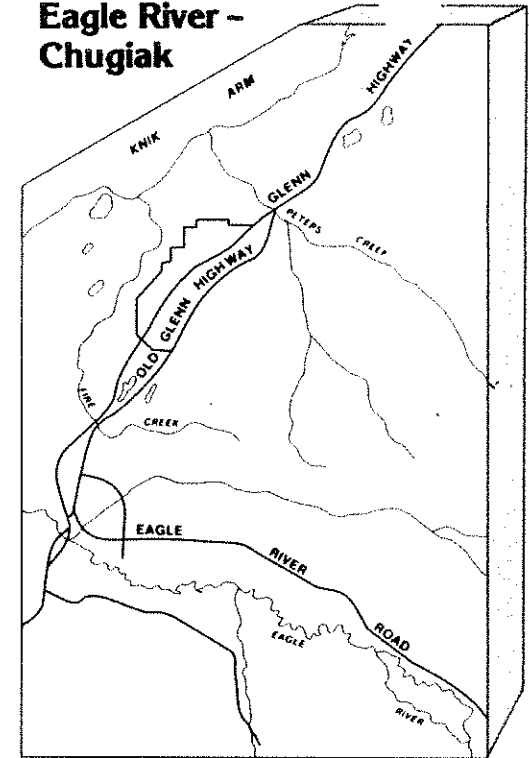 Eagle River -
Chugiak
KNIK ARM
HIGHWAY
GLENN
PETERS CREEK
OLD GLENN HIGHWAY
FIRE CREEK
EAGLE RIVER ROAD
EAGLE RIVER